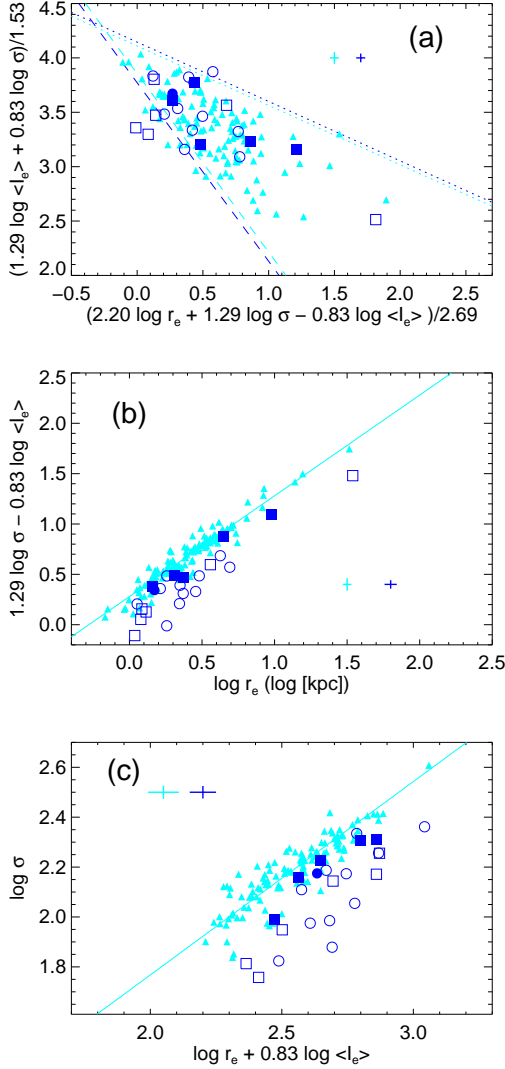 (a)
(1.29 log <I_e> + 0.83 log σ)/1.53
4.5
4.0
3.5
3.0
2.5
2.0
−0.5 0.0 0.5 1.0 1.5 2.0 2.5
(2.20 log r_e + 1.29 log σ − 0.83 log <I_e> )/2.69
(b)
1.29 log σ − 0.83 log <I_e>
2.5
2.0
1.5
1.0
0.5
0.0
0.0 0.5 1.0 1.5 2.0 2.5
log r_e (log [kpc])
(c)
log σ
2.6
2.4
2.2
2.0
1.8
2.0 2.5 3.0
log r_e + 0.83 log <I_e>